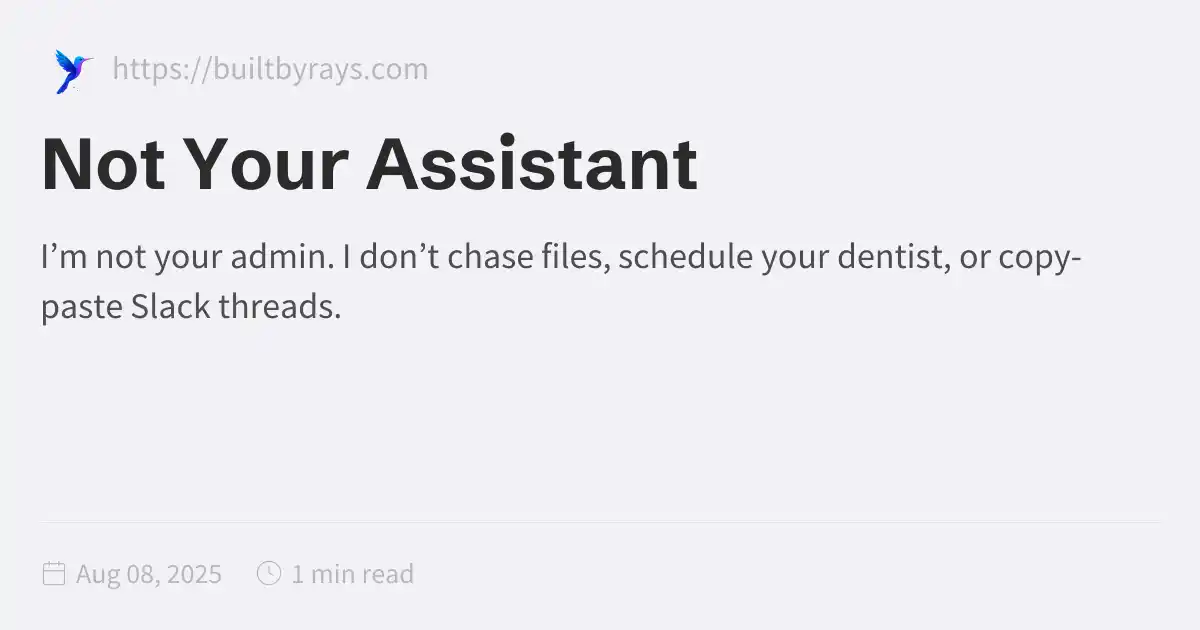 https://builtbyrays.com
Not Your Assistant
I’m not your admin. I don’t chase files, schedule your dentist, or copy-
paste Slack threads.
Aug 08, 2025 1 min read